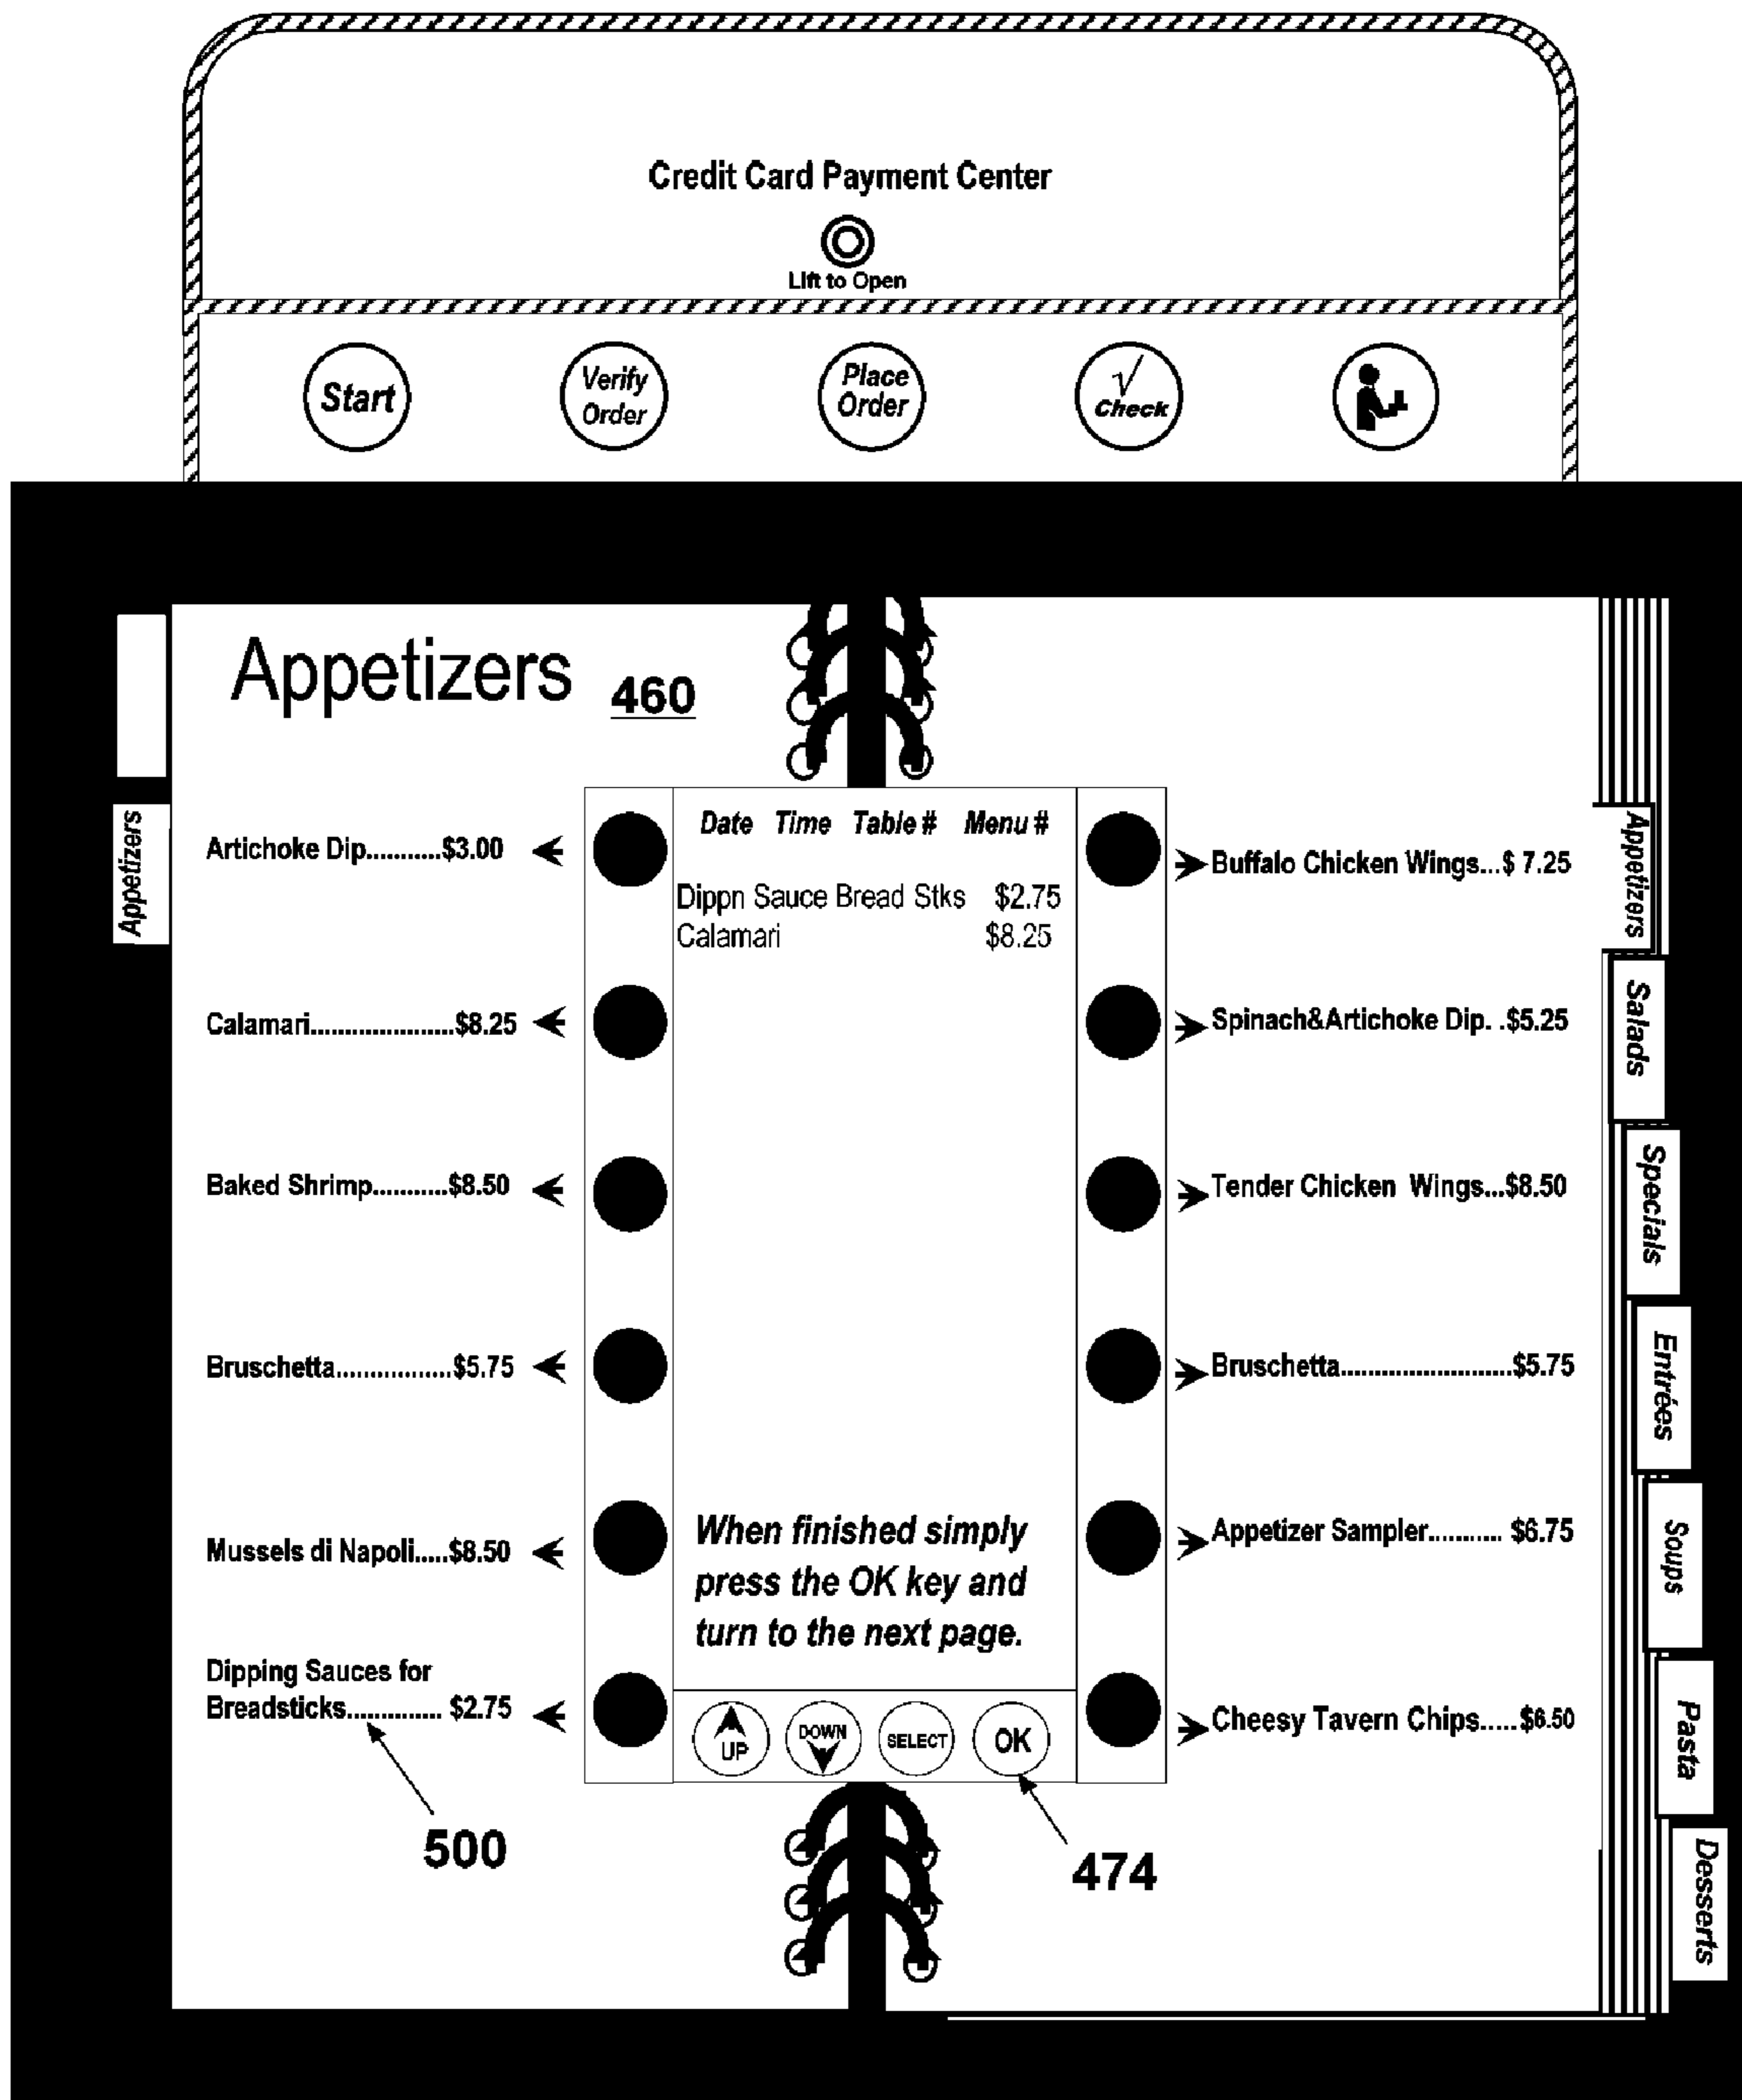 Credit Card Payment Center
Lift to Open
Start
Verify
Order
Place
Order
√
Check
Appetizers
460
Appetizers
Artichoke Dip...........$3.00
Calamari.....................$8.25
Baked Shrimp...........$8.50
Bruschetta.................$5.75
Mussels di Napoli.....$8.50
Dipping Sauces for
Breadsticks.............. $2.75
500
Date Time Table # Menu #
Dippn Sauce Bread Stks $2.75
Calamari $8.25
When finished simply
press the OK key and
turn to the next page.
UP
DOWN
SELECT
OK
474
Buffalo Chicken Wings...$ 7.25
Spinach&Artichoke Dip. .$5.25
Tender Chicken Wings...$8.50
Bruschetta.........................$5.75
Appetizer Sampler........... $6.75
Cheesy Tavern Chips.....$6.50
Appetizers
Salads
Specials
Entrées
Soups
Pasta
Desserts